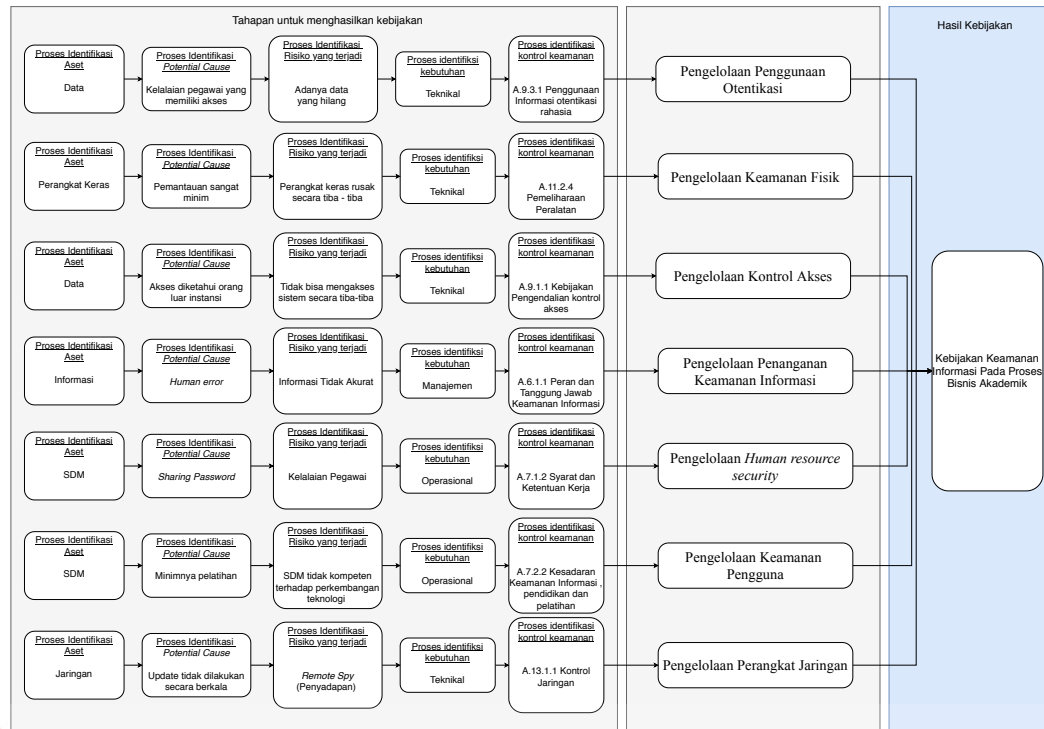 Tahapan untuk menghasilkan kebijakan
Hasil Kebijakan
Proses Identifikasi
Aset
Data
Proses Identifikasi
Potential Cause
Kelalaian pegawai yang
memiliki akses
Proses Identifikasi
Risiko yang terjadi
Adanya data
yang hilang
Proses identifiksi
kebutuhan
Teknikal
Proses identifikasi
kontrol keamanan
A.9.3.1 Penggunaan
Informasi otentikasi
rahasia
Pengelolaan Penggunaan
Otentikasi
Proses Identifikasi
Aset
Perangkat Keras
Proses Identifikasi
Potential Cause
Pemantauan sangat
minim
Proses Identifikasi
Risiko yang terjadi
Perangkat keras rusak
secara tiba - tiba
Proses identifiksi
kebutuhan
Teknikal
Proses identifikasi
kontrol keamanan
A.11.2.4
Pemeliharaan
Peralatan
Pengelolaan Keamanan Fisik
Proses Identifikasi
Aset
Data
Proses Identifikasi
Potential Cause
Akses diketahui orang
luar instansi
Proses Identifikasi
Risiko yang terjadi
Tidak bisa mengakses
sistem secara tiba-tiba
Proses identifiksi
kebutuhan
Teknikal
Proses identifikasi
kontrol keamanan
A.9.1.1 Kebijakan
Pengendalian kontrol
akses
Pengelolaan Kontrol Akses
Proses Identifikasi
Aset
Informasi
Proses Identifikasi
Potential Cause
Human error
Proses Identifikasi
Risiko yang terjadi
Informasi Tidak Akurat
Proses identifiksi
kebutuhan
Manajemen
Proses identifikasi
kontrol keamanan
A.6.1.1 Peran dan
Tanggung Jawab
Keamanan Informasi
Pengelolaan Penanganan
Keamanan Informasi
Kebijakan Keamanan
Informasi Pada Proses
Bisnis Akademik
Proses Identifikasi
Aset
SDM
Proses Identifikasi
Potential Cause
Sharing Password
Proses Identifikasi
Risiko yang terjadi
Kelalaian Pegawai
Proses identifiksi
kebutuhan
Operasional
Proses identifikasi
kontrol keamanan
A.7.1.2 Syarat dan
Ketentuan Kerja
Pengelolaan Human resource
security
Proses Identifikasi
Aset
SDM
Proses Identifikasi
Potential Cause
Minimnya pelatihan
Proses Identifikasi
Risiko yang terjadi
SDM tidak kompeten
terhadap perkembangan
teknologi
Proses identifiksi
kebutuhan
Operasional
Proses identifikasi
kontrol keamanan
A.7.2.2 Kesadaran
Keamanan Informasi ,
pendidikan dan
pelatihan
Pengelolaan Keamanan
Pengguna
Proses Identifikasi
Aset
Jaringan
Proses Identifikasi
Potential Cause
Update tidak dilakukan
secara berkala
Proses Identifikasi
Risiko yang terjadi
Remote Spy
(Penyadapan)
Proses identifiksi
kebutuhan
Teknikal
Proses identifikasi
kontrol keamanan
A.13.1.1 Kontrol
Jaringan
Pengelolaan Perangkat Jaringan